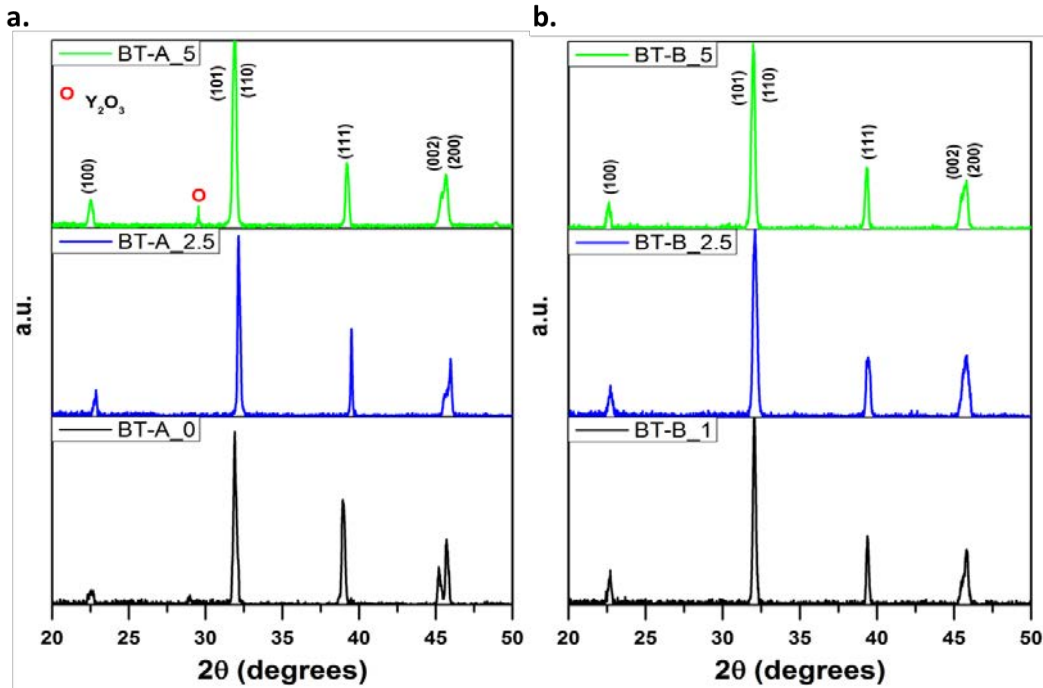 a.
BT-A_5
O Y₂O₃
(100)
O
(101)
(110)
(111)
(002)
(200)
BT-A_2.5
a.u.
BT-A_0
20 25 30 35 40 45 50
2θ (degrees)
b.
BT-B_5
(100)
(101)
(110)
(111)
(002)
(200)
BT-B_2.5
a.u.
BT-B_1
20 25 30 35 40 45 50
2θ (degrees)